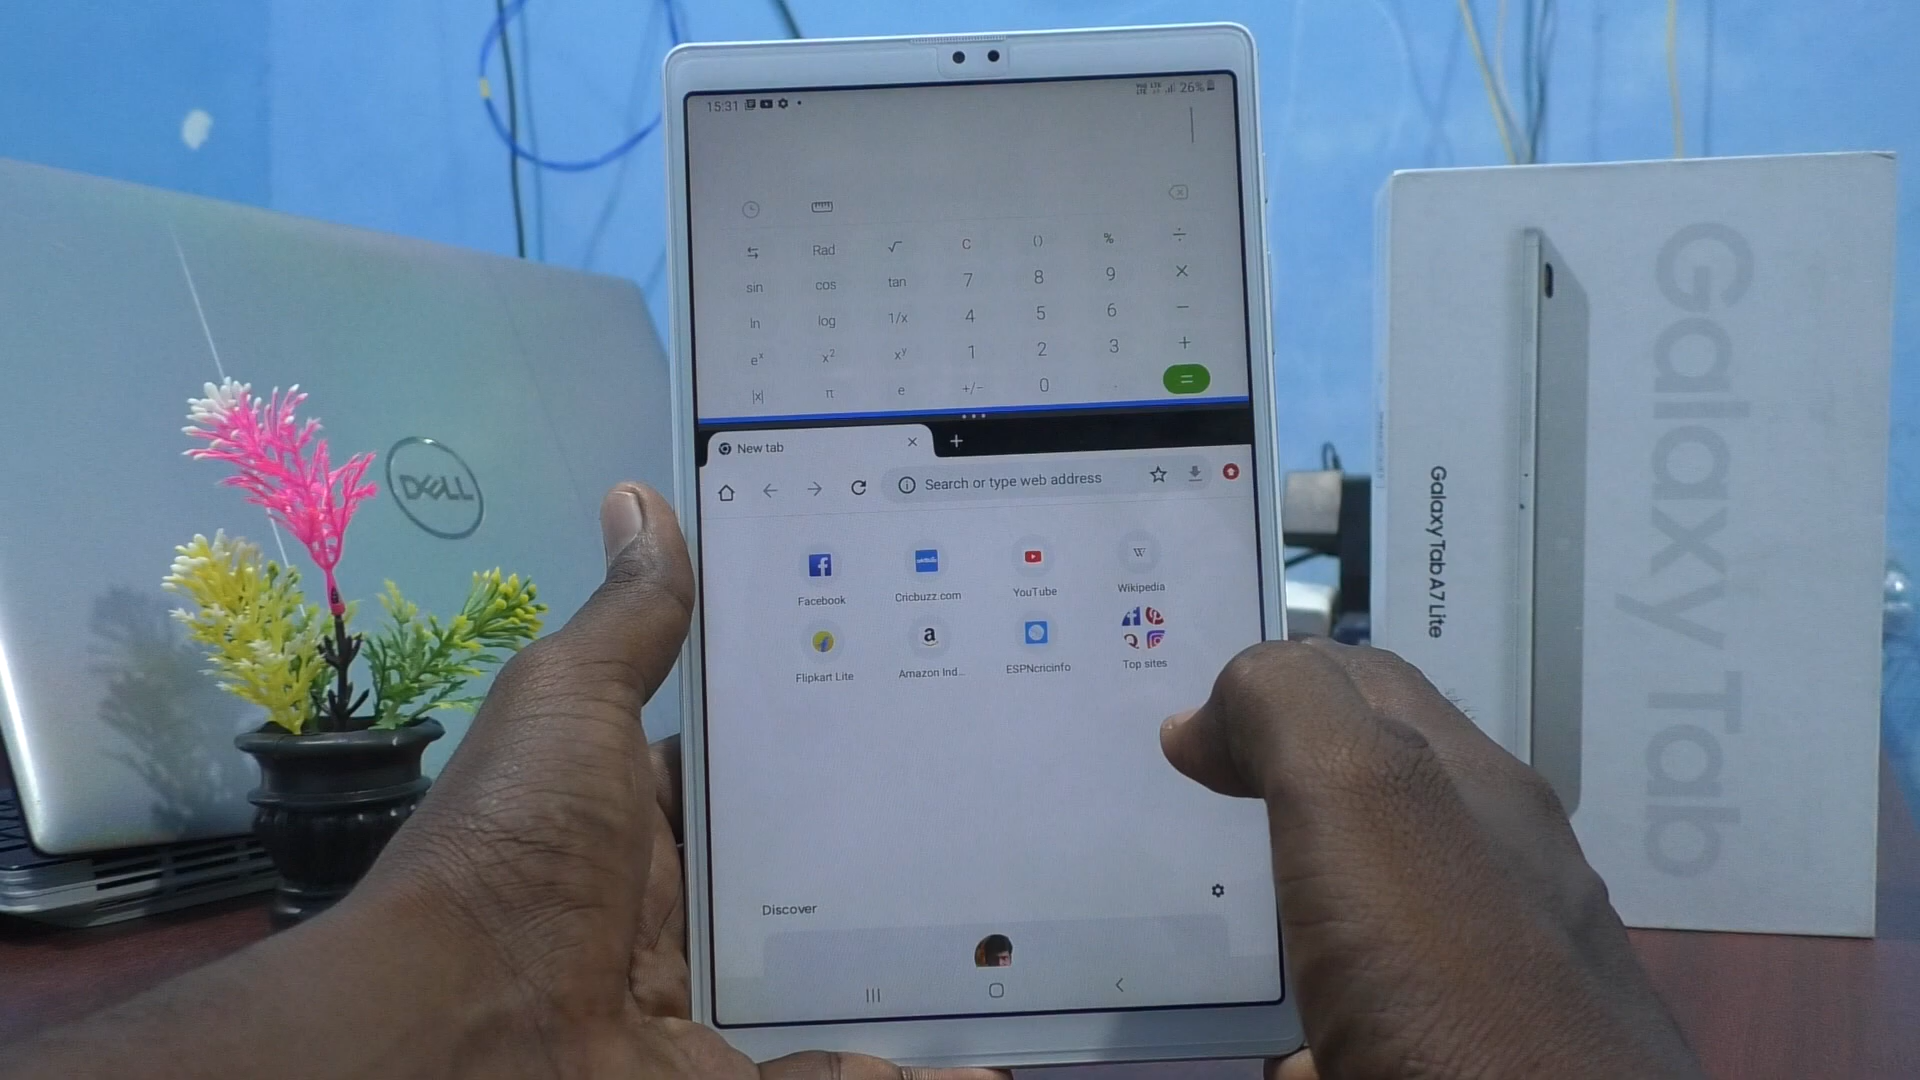 15:31
VoLTE LTE 26%
Rad √ C () % ÷
sin cos tan 7 8 9 ×
ln log 1/x 4 5 6 −
eˣ x² xʸ 1 2 3 +
|x| π e +/− 0 . =
New tab
Search or type web address
Facebook
Cricbuzz.com
YouTube
W
Wikipedia
Flipkart Lite
a
Amazon Ind...
ESPNcricinfo
Top sites
Discover
DELL
Galaxy Tab A7 Lite
Galaxy Tab